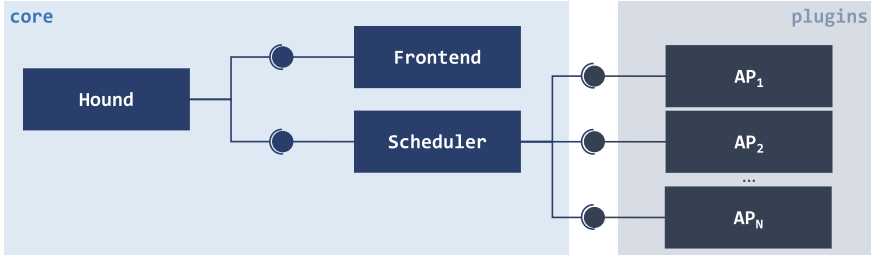 core
plugins
Hound
Frontend
Scheduler
AP₁
AP₂
...
APₙ